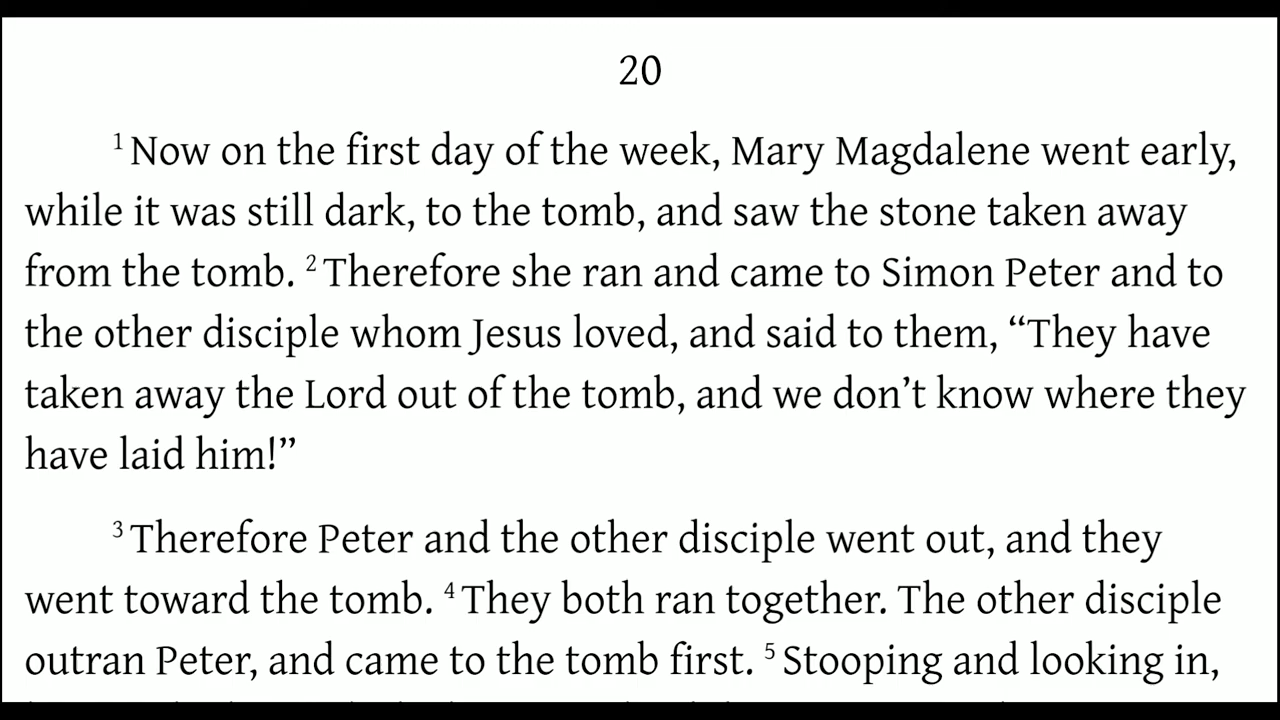 20
¹ Now on the first day of the week, Mary Magdalene went early,
while it was still dark, to the tomb, and saw the stone taken away
from the tomb. ² Therefore she ran and came to Simon Peter and to
the other disciple whom Jesus loved, and said to them, “They have
taken away the Lord out of the tomb, and we don’t know where they
have laid him!”
³ Therefore Peter and the other disciple went out, and they
went toward the tomb. ⁴ They both ran together. The other disciple
outran Peter, and came to the tomb first. ⁵ Stooping and looking in,